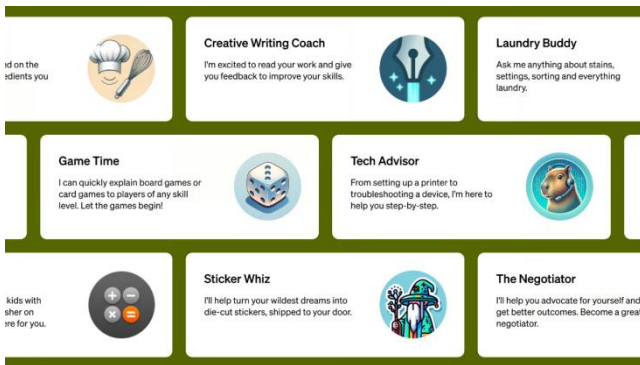 ed on the
edients you
Creative Writing Coach
I'm excited to read your work and give
you feedback to improve your skills.
Laundry Buddy
Ask me anything about stains,
settings, sorting and everything
laundry.
Game Time
I can quickly explain board games or
card games to players of any skill
level. Let the games begin!
Tech Advisor
From setting up a printer to
troubleshooting a device, I'm here to
help you step-by-step.
kids with
sher on
ere for you.
Sticker Whiz
I'll help turn your wildest dreams into
die-cut stickers, shipped to your door.
The Negotiator
I'll help you advocate for yourself and
get better outcomes. Become a great
negotiator.